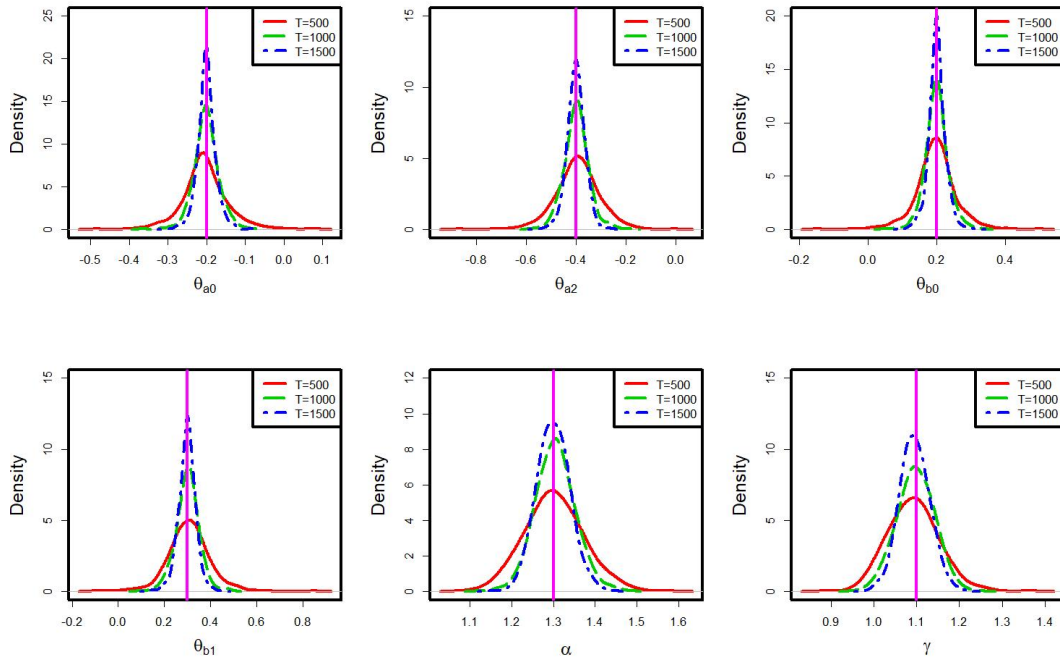 Density
0 5 10 15 20 25
T=500
T=1000
T=1500
-0.5 -0.4 -0.3 -0.2 -0.1 0.0 0.1
θa0
Density
0 5 10 15
T=500
T=1000
T=1500
-0.8 -0.6 -0.4 -0.2 0.0
θa2
Density
0 5 10 15 20
T=500
T=1000
T=1500
-0.2 0.0 0.2 0.4
θb0
Density
0 5 10 15
T=500
T=1000
T=1500
-0.2 0.0 0.2 0.4 0.6 0.8
θb1
Density
0 2 4 6 8 10 12
T=500
T=1000
T=1500
1.1 1.2 1.3 1.4 1.5 1.6
α
Density
0 5 10 15
T=500
T=1000
T=1500
0.9 1.0 1.1 1.2 1.3 1.4
γ